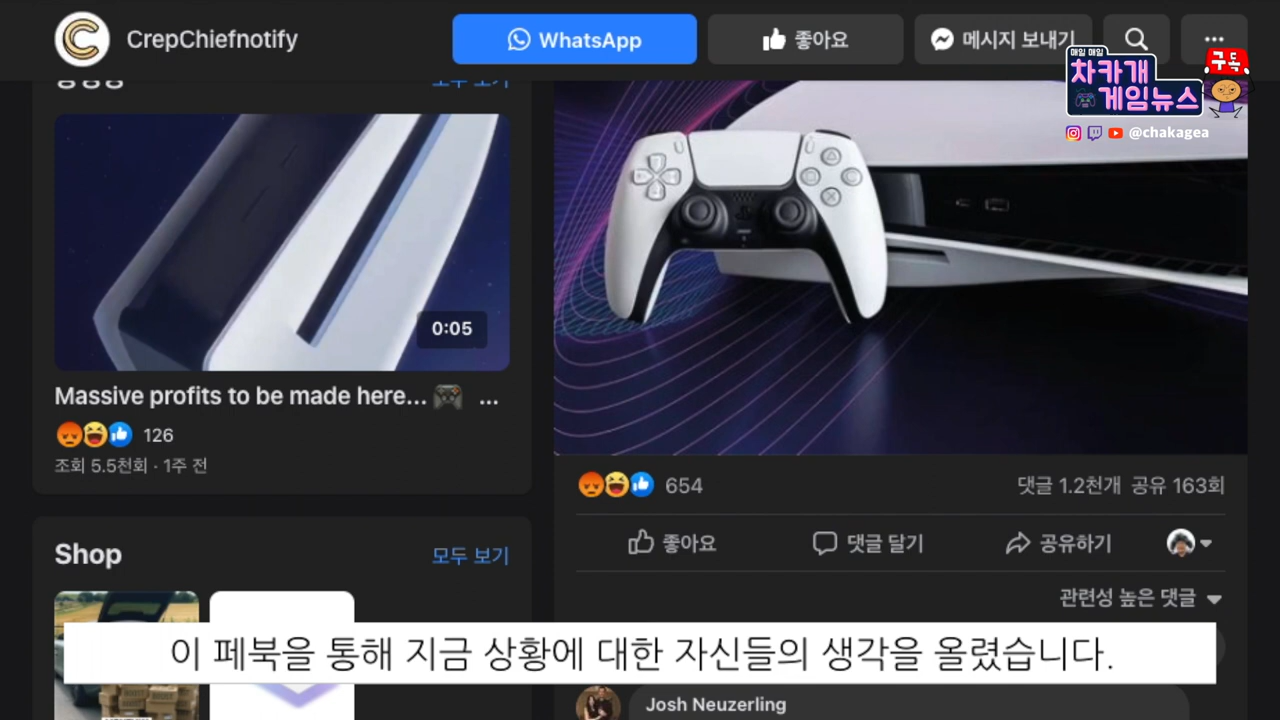 CrepChiefnotify
WhatsApp
좋아요
메시지 보내기
매일 매일
차카개
게임뉴스
구독
@chakagea
모두 보기
0:05
Massive profits to be made here... ...
126
조회 5.5천회 · 1주 전
654
댓글 1.2천개 공유 163회
좋아요
댓글 달기
공유하기
Shop
모두 보기
관련성 높은 댓글
이 페북을 통해 지금 상황에 대한 자신들의 생각을 올렸습니다.
Josh Neuzerling